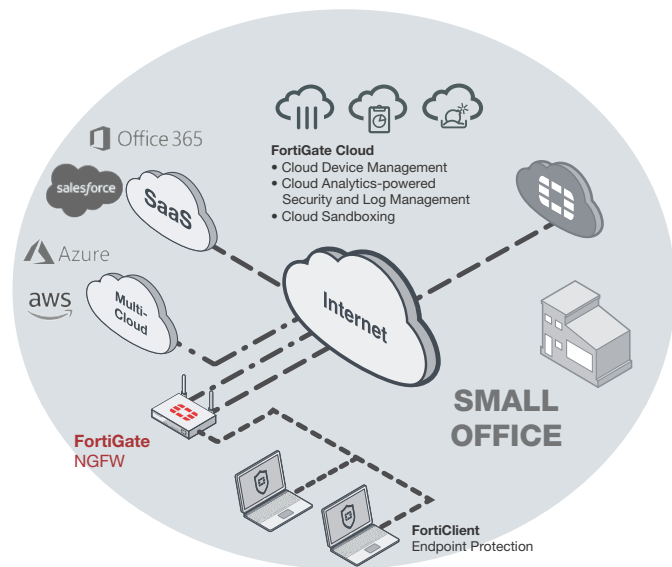 Office 365
salesforce
SaaS
Azure
aws
Multi-
Cloud
FortiGate Cloud
• Cloud Device Management
• Cloud Analytics-powered
Security and Log Management
• Cloud Sandboxing
Internet
SMALL
OFFICE
FortiGate
NGFW
FortiClient
Endpoint Protection